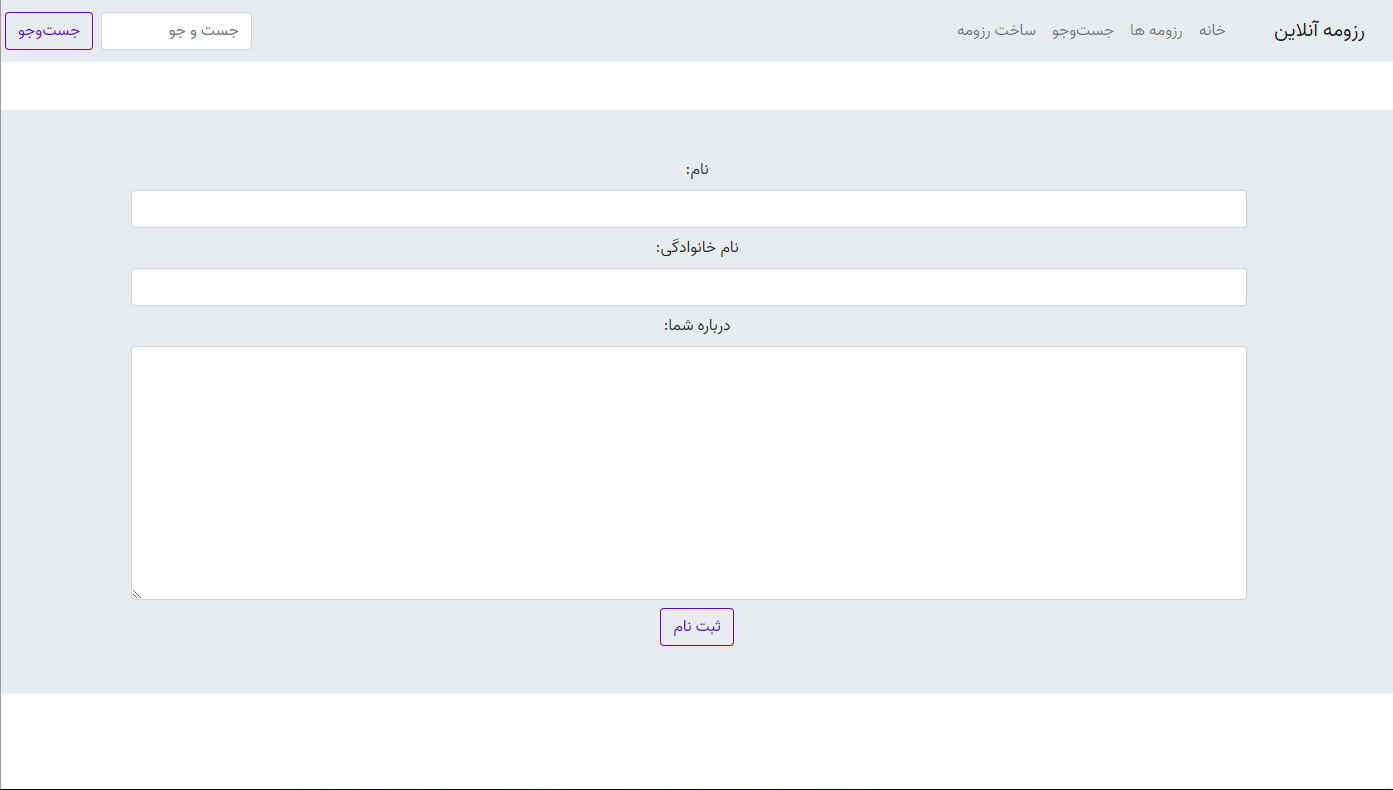 رزومه آنلاین خانه رزومه ها جست‌وجو ساخت رزومه جست و جو جست‌وجو
نام:
نام خانوادگی:
درباره شما:
ثبت نام